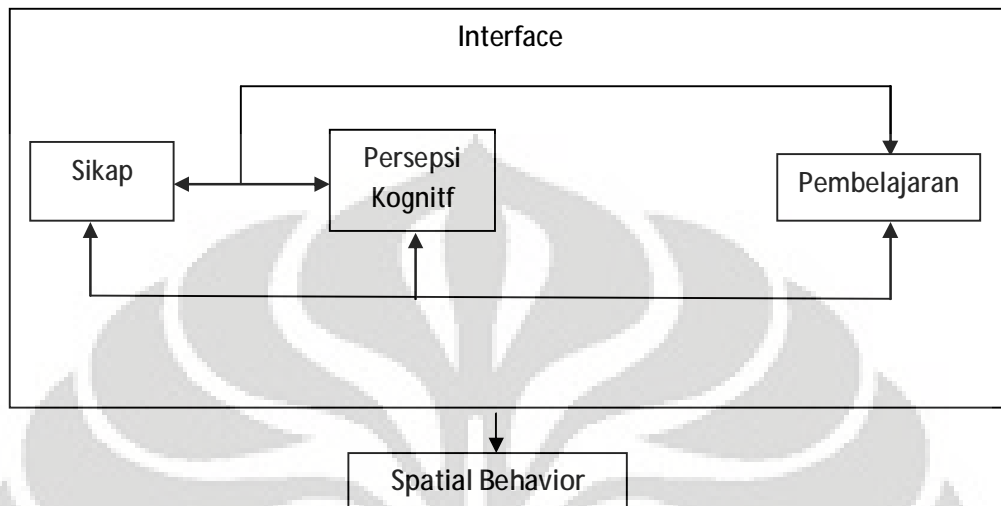 Interface
Sikap
Persepsi
Kognitf
Pembelajaran
Spatial Behavior